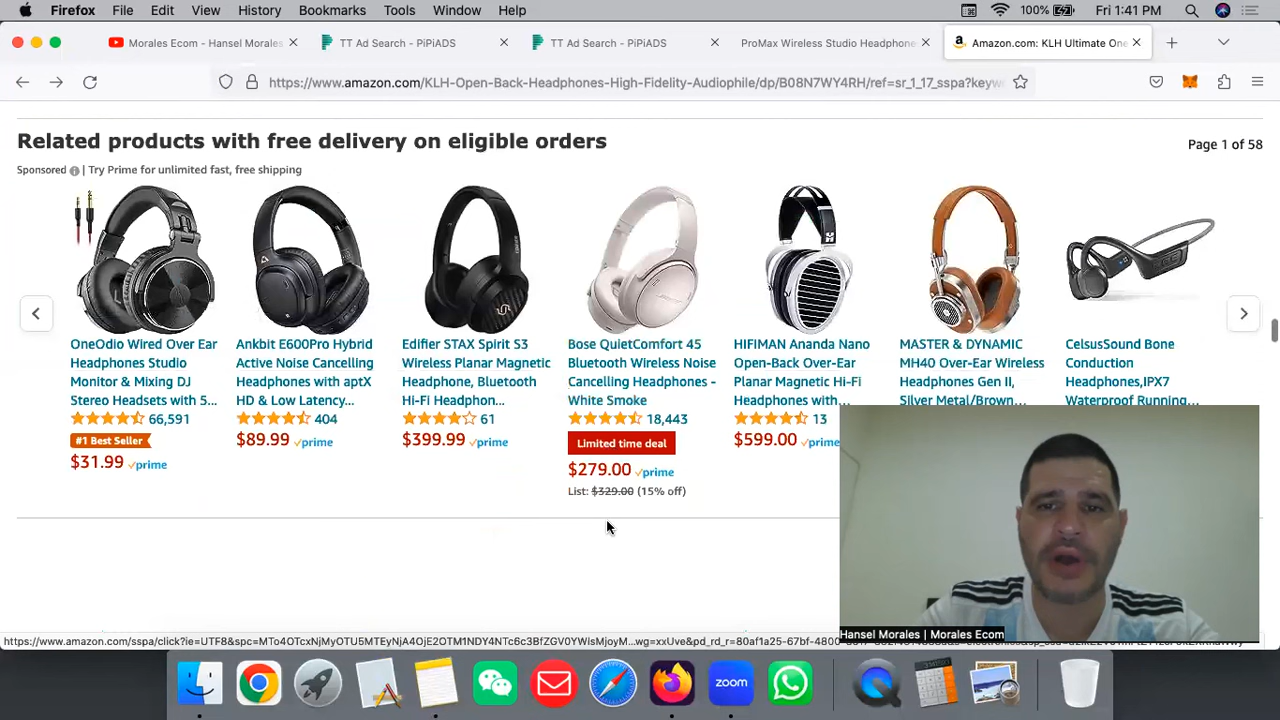 Firefox File Edit View History Bookmarks Tools Window Help 100% Fri 1:41 PM
Morales Ecom - Hansel Morales TT Ad Search - PiPiADS TT Ad Search - PiPiADS ProMax Wireless Studio Headphone Amazon.com: KLH Ultimate One
https://www.amazon.com/KLH-Open-Back-Headphones-High-Fidelity-Audiophile/dp/B08N7WY4RH/ref=sr_1_17_sspa?keyw
Related products with free delivery on eligible orders
Page 1 of 58
Sponsored | Try Prime for unlimited fast, free shipping
OneOdio Wired Over Ear
Headphones Studio
Monitor & Mixing DJ
Stereo Headsets with 5...
66,591
#1 Best Seller
$31.99 prime
Ankbit E600Pro Hybrid
Active Noise Cancelling
Headphones with aptX
HD & Low Latency...
404
$89.99 prime
Edifier STAX Spirit S3
Wireless Planar Magnetic
Headphone, Bluetooth
Hi-Fi Headphon...
61
$399.99 prime
Bose QuietComfort 45
Bluetooth Wireless Noise
Cancelling Headphones -
White Smoke
18,443
Limited time deal
$279.00 prime
List: $329.00 (15% off)
HIFIMAN Ananda Nano
Open-Back Over-Ear
Planar Magnetic Hi-Fi
Headphones with...
13
$599.00 prime
MASTER & DYNAMIC
MH40 Over-Ear Wireless
Headphones Gen II,
Silver Metal/Brown...
CelsusSound Bone
Conduction
Headphones,IPX7
Waterproof Running...
Hansel Morales | Morales Ecom
zoom